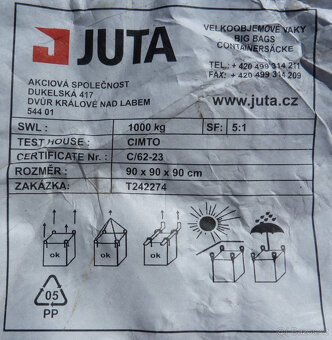 JUTA
AKCIOVÁ SPOLEČNOST
DUKELSKÁ 417
DVŮR KRÁLOVÉ NAD LABEM
544 01
VELKOOBJEMOVÉ VAKY
BIG BAGS
CONTAINERSÄCKE
TEL.: + 420 499 314 211
FAX: + 420 499 314 209
www.juta.cz
SWL: 1000 kg SF: 5:1
TEST HOUSE: CIMTO
CERTIFICATE Nr.: C/62-23
ROZMĚR: 90 x 90 x 90 cm
ZAKÁZKA: T242274
ok ok ok
05
PP